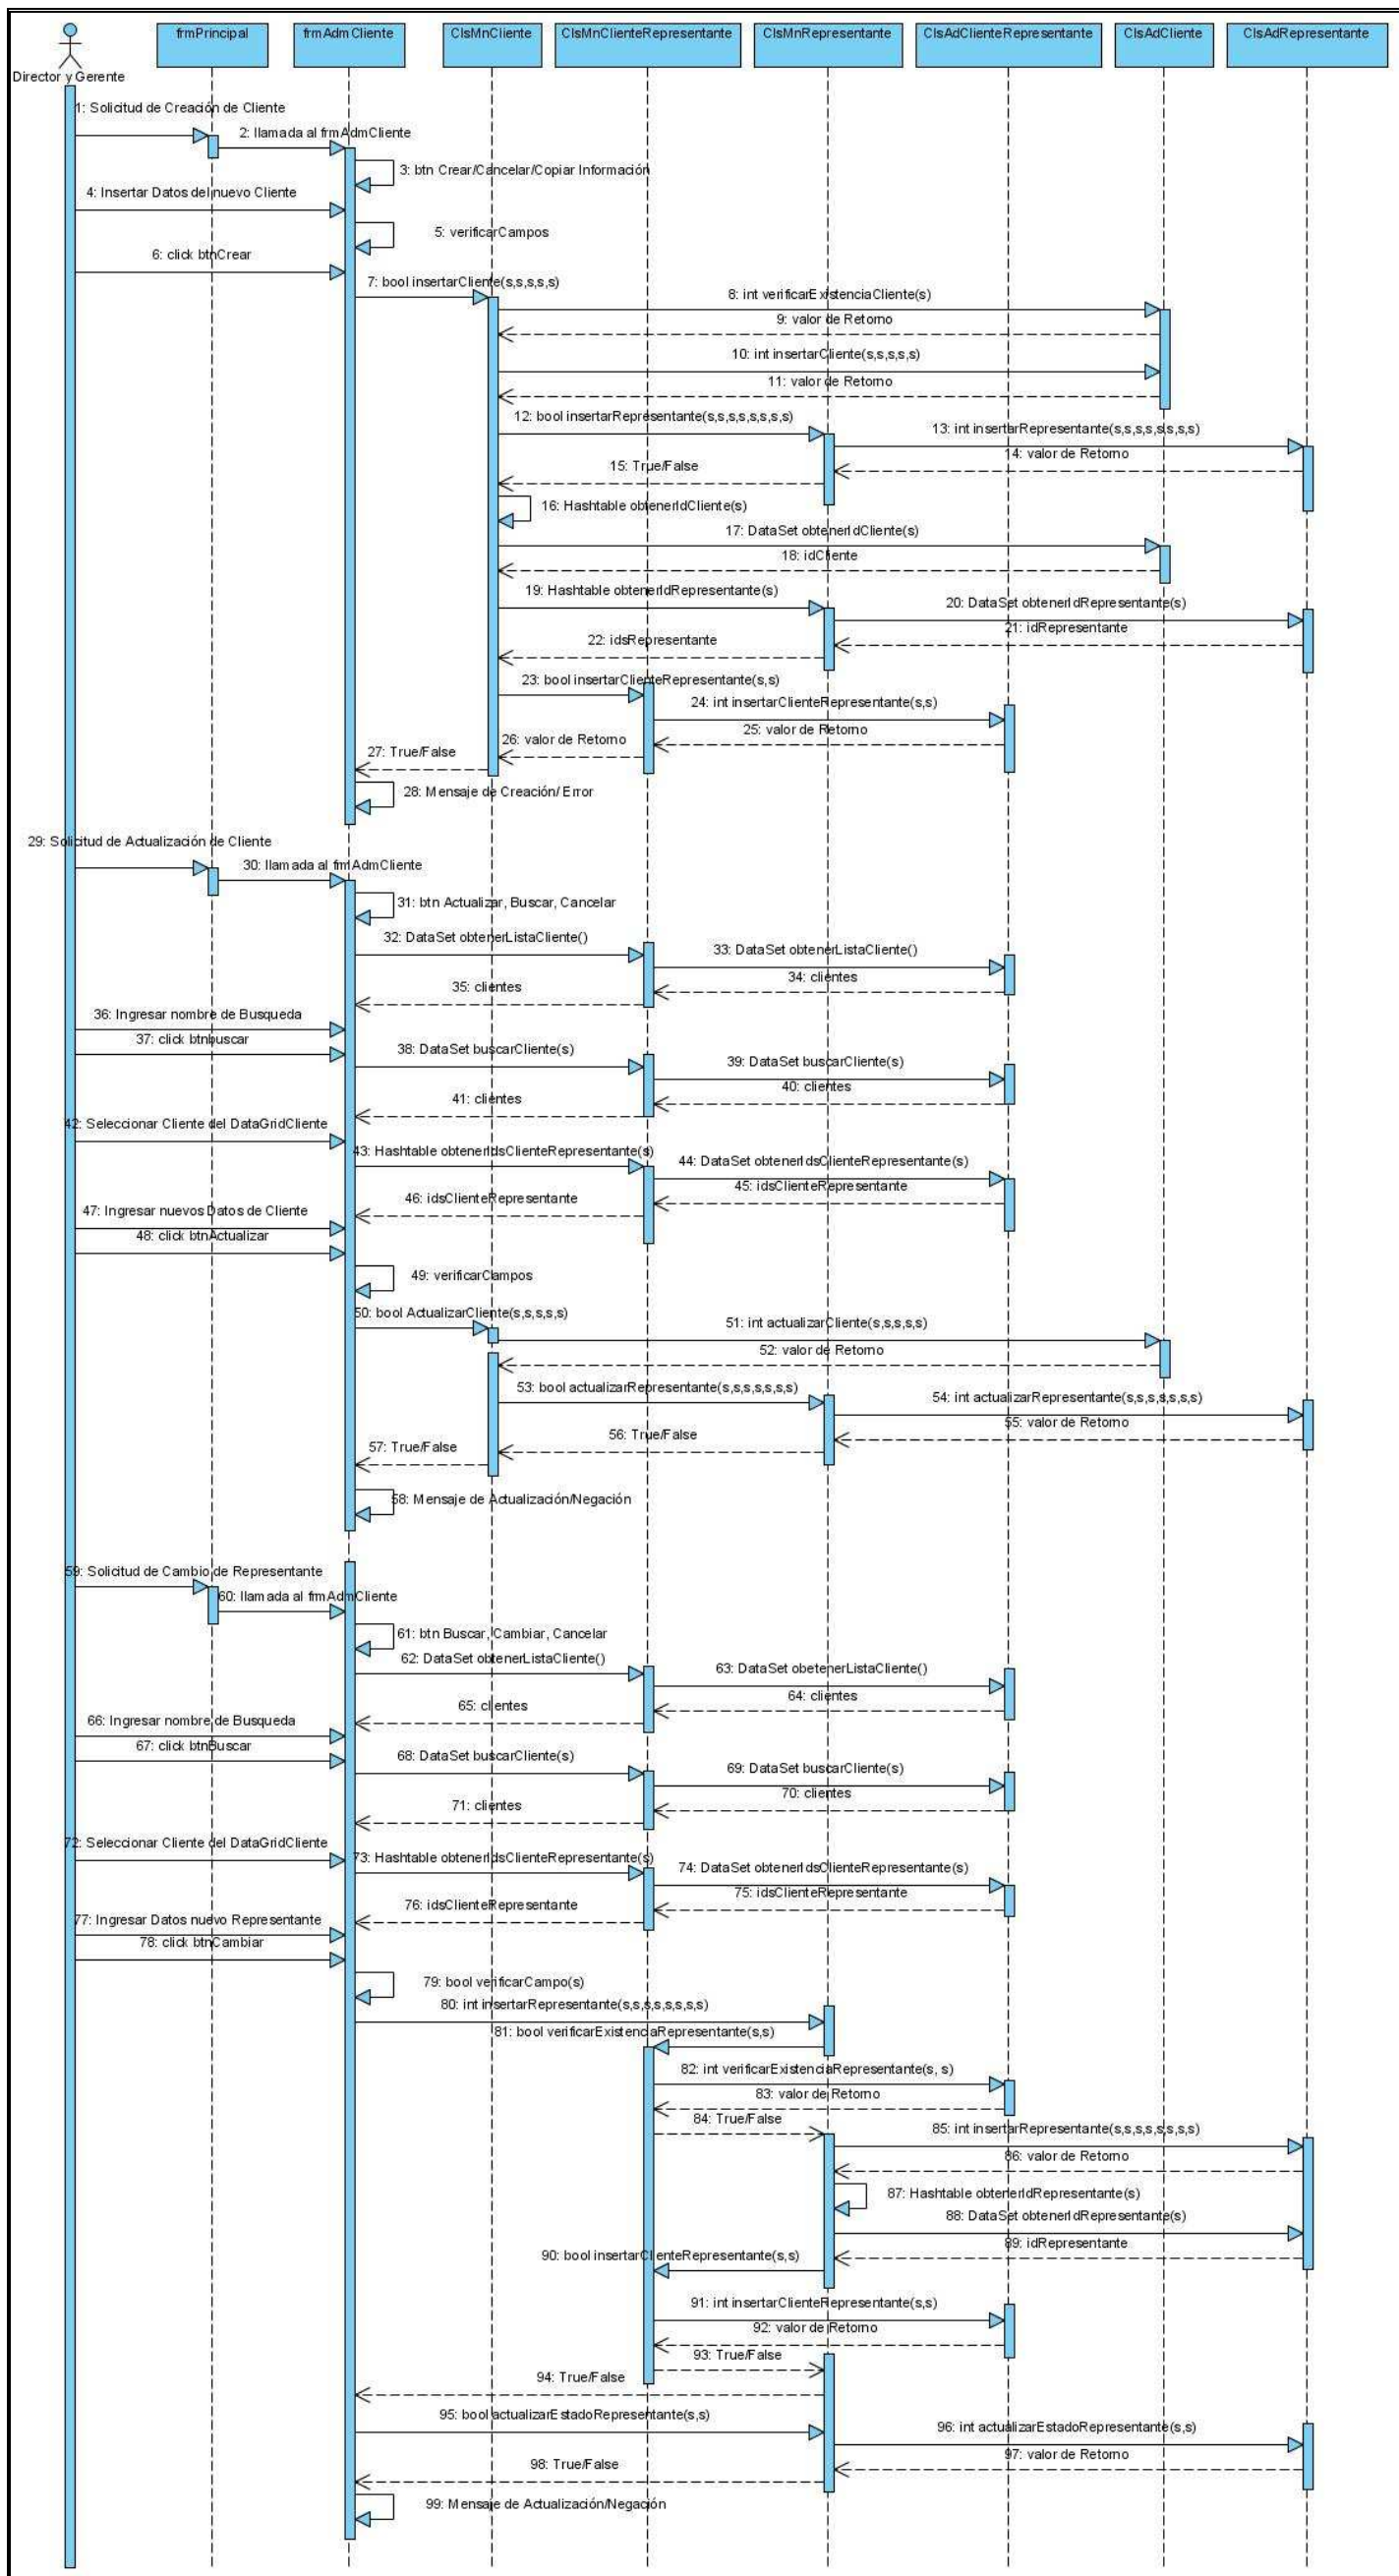 frmPrincipal
frmAdmCliente
ClsMnCliente
ClsMnClienteRepresentante
ClsMnRepresentante
ClsAdClienteRepresentante
ClsAdCliente
ClsAdRepresentante
Director y Gerente
1: Solicitud de Creación de Cliente
2: llamada al frmAdmCliente
3: btn Crear/Cancelar/Copiar Información
4: Insertar Datos del nuevo Cliente
5: verificarCampos
6: click btnCrear
7: bool insertarCliente(s,s,s,s,s)
8: int verificarExistenciaCliente(s)
9: valor de Retorno
10: int insertarCliente(s,s,s,s,s)
11: valor de Retorno
12: bool insertarRepresentante(s,s,s,s,s,s,s,s)
13: int insertarRepresentante(s,s,s,s,s,s,s,s)
14: valor de Retorno
15: True/False
16: Hashtable obtenerIdCliente(s)
17: DataSet obtenerIdCliente(s)
18: idCliente
19: Hashtable obtenerIdRepresentante(s)
20: DataSet obtenerIdRepresentante(s)
21: idRepresentante
22: idsRepresentante
23: bool insertarClienteRepresentante(s,s)
24: int insertarClienteRepresentante(s,s)
25: valor de Retorno
26: valor de Retorno
27: True/False
28: Mensaje de Creación/ Error
29: Solicitud de Actualización de Cliente
30: llamada al frmAdmCliente
31: btn Actualizar, Buscar, Cancelar
32: DataSet obtenerListaCliente()
33: DataSet obtenerListaCliente()
34: clientes
35: clientes
36: Ingresar nombre de Busqueda
37: click btnbuscar
38: DataSet buscarCliente(s)
39: DataSet buscarCliente(s)
40: clientes
41: clientes
42: Seleccionar Cliente del DataGridCliente
43: Hashtable obtenerIdsClienteRepresentante(s)
44: DataSet obtenerIdsClienteRepresentante(s)
45: idsClienteRepresentante
46: idsClienteRepresentante
47: Ingresar nuevos Datos de Cliente
48: click btnActualizar
49: verificarCampos
50: bool ActualizarCliente(s,s,s,s,s)
51: int actualizarCliente(s,s,s,s,s)
52: valor de Retorno
53: bool actualizarRepresentante(s,s,s,s,s,s,s)
54: int actualizarRepresentante(s,s,s,s,s,s,s)
55: valor de Retorno
56: True/False
57: True/False
58: Mensaje de Actualización/Negación
59: Solicitud de Cambio de Representante
60: llamada al frmAdmCliente
61: btn Buscar, Cambiar, Cancelar
62: DataSet obtenerListaCliente()
63: DataSet obetenerListaCliente()
64: clientes
65: clientes
66: Ingresar nombre de Busqueda
67: click btnBuscar
68: DataSet buscarCliente(s)
69: DataSet buscarCliente(s)
70: clientes
71: clientes
72: Seleccionar Cliente del DataGridCliente
73: Hashtable obtenerIdsClienteRepresentante(s)
74: DataSet obtenerIdsClienteRepresentante(s)
75: idsClienteRepresentante
76: idsClienteRepresentante
77: Ingresar Datos nuevo Representante
78: click btnCambiar
79: bool verificarCampo(s)
80: int insertarRepresentante(s,s,s,s,s,s,s,s)
81: bool verificarExistenciaRepresentante(s,s)
82: int verificarExistenciaRepresentante(s, s)
83: valor de Retorno
84: True/False
85: int insertarRepresentante(s,s,s,s,s,s,s,s)
86: valor de Retorno
87: Hashtable obtenerIdRepresentante(s)
88: DataSet obtenerIdRepresentante(s)
89: idRepresentante
90: bool insertarClienteRepresentante(s,s)
91: int insertarClienteRepresentante(s,s)
92: valor de Retorno
93: True/False
94: True/False
95: bool actualizarEstadoRepresentante(s,s)
96: int actualizarEstadoRepresentante(s,s)
97: valor de Retorno
98: True/False
99: Mensaje de Actualización/Negación